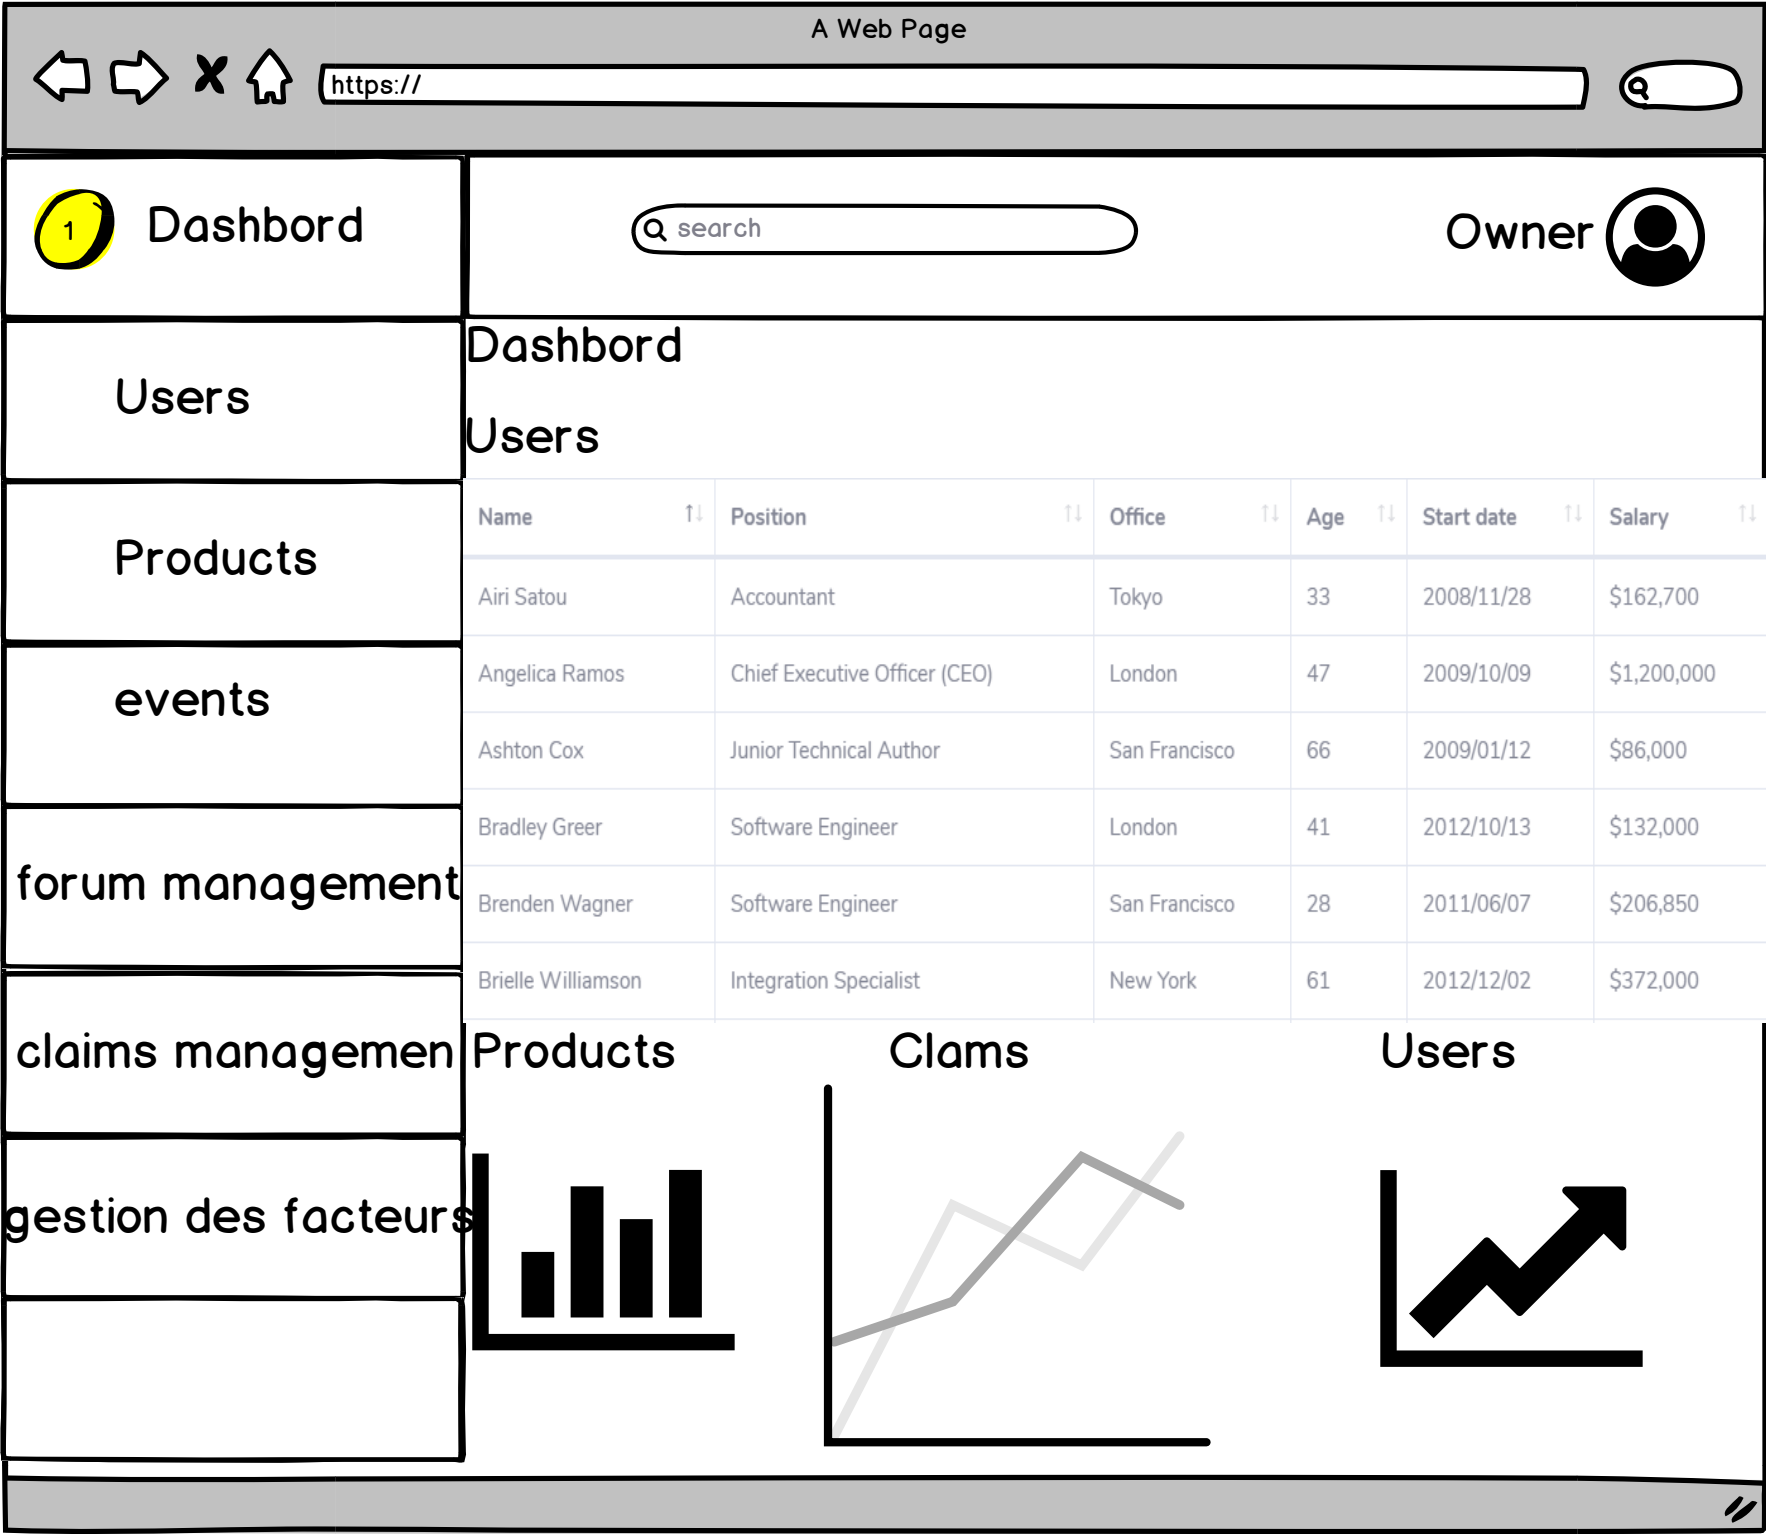 A Web Page
https://
1
Dashbord
search
Owner
Users
Products
events
forum management
claims managemen
gestion des facteurs
Dashbord
Users
Name Position Office Age Start date Salary
Airi Satou Accountant Tokyo 33 2008/11/28 $162,700
Angelica Ramos Chief Executive Officer (CEO) London 47 2009/10/09 $1,200,000
Ashton Cox Junior Technical Author San Francisco 66 2009/01/12 $86,000
Bradley Greer Software Engineer London 41 2012/10/13 $132,000
Brenden Wagner Software Engineer San Francisco 28 2011/06/07 $206,850
Brielle Williamson Integration Specialist New York 61 2012/12/02 $372,000
Products Clams Users